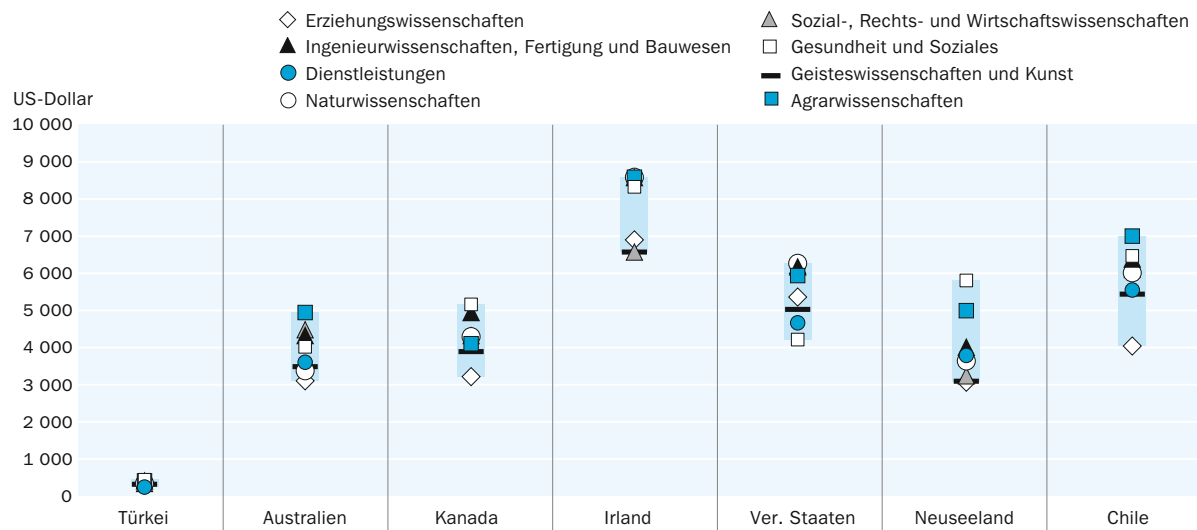 Erziehungswissenschaften
Ingenieurwissenschaften, Fertigung und Bauwesen
Dienstleistungen
Naturwissenschaften
Sozial-, Rechts- und Wirtschaftswissenschaften
Gesundheit und Soziales
Geisteswissenschaften und Kunst
Agrarwissenschaften
US-Dollar
10 000
9 000
8 000
7 000
6 000
5 000
4 000
3 000
2 000
1 000
0
Türkei Australien Kanada Irland Ver. Staaten Neuseeland Chile